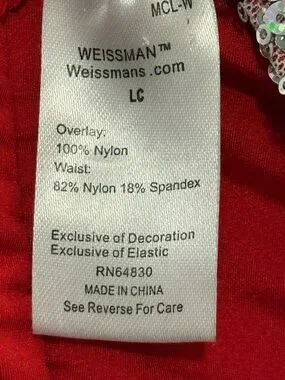 MCL-W
WEISSMAN™
Weissmans.com
LC
Overlay:
100% Nylon
Waist:
82% Nylon 18% Spandex
Exclusive of Decoration
Exclusive of Elastic
RN64830
MADE IN CHINA
See Reverse For Care